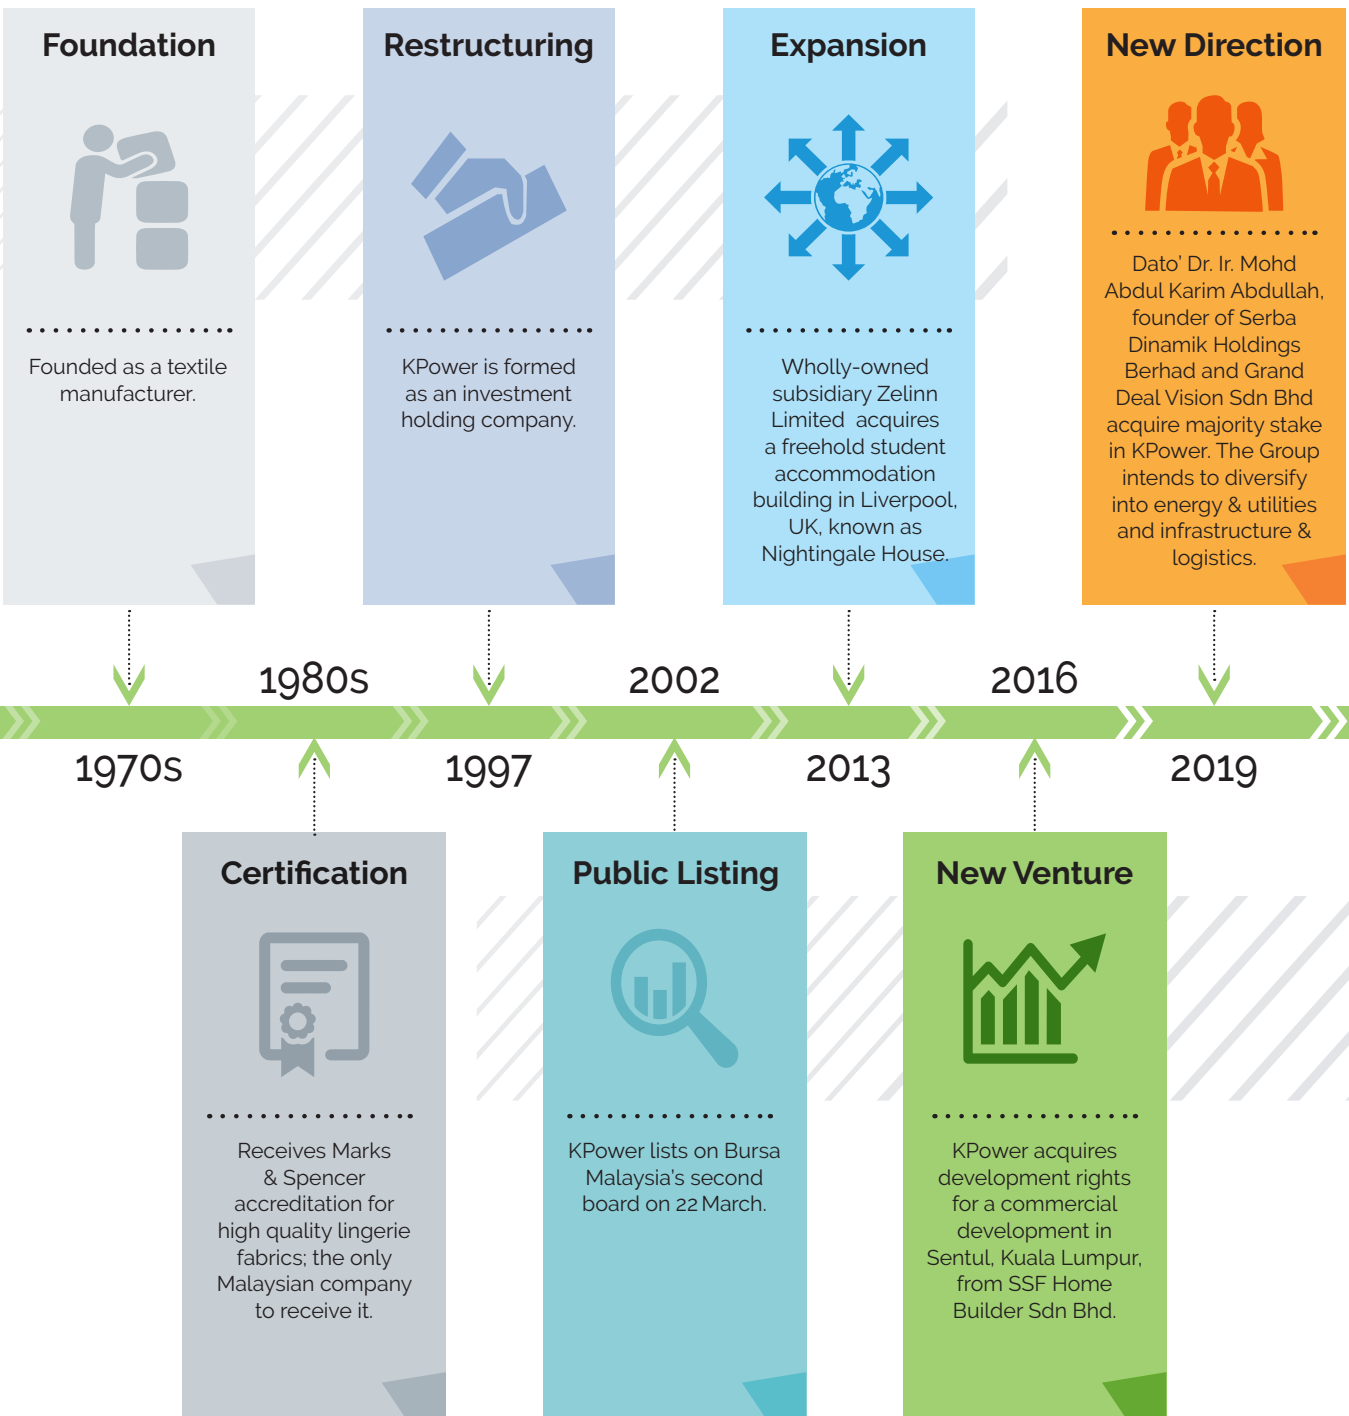 Foundation
Founded as a textile
manufacturer.
Restructuring
KPower is formed
as an investment
holding company.
Expansion
Wholly-owned
subsidiary Zelinn
Limited acquires
a freehold student
accommodation
building in Liverpool,
UK, known as
Nightingale House.
New Direction
Dato' Dr. Ir. Mohd
Abdul Karim Abdullah,
founder of Serba
Dinamik Holdings
Berhad and Grand
Deal Vision Sdn Bhd
acquire majority stake
in KPower. The Group
intends to diversify
into energy & utilities
and infrastructure &
logistics.
1980s
2002
2016
1970s
1997
2013
2019
Certification
Receives Marks
& Spencer
accreditation for
high quality lingerie
fabrics; the only
Malaysian company
to receive it.
Public Listing
KPower lists on Bursa
Malaysia's second
board on 22 March.
New Venture
KPower acquires
development rights
for a commercial
development in
Sentul, Kuala Lumpur,
from SSF Home
Builder Sdn Bhd.